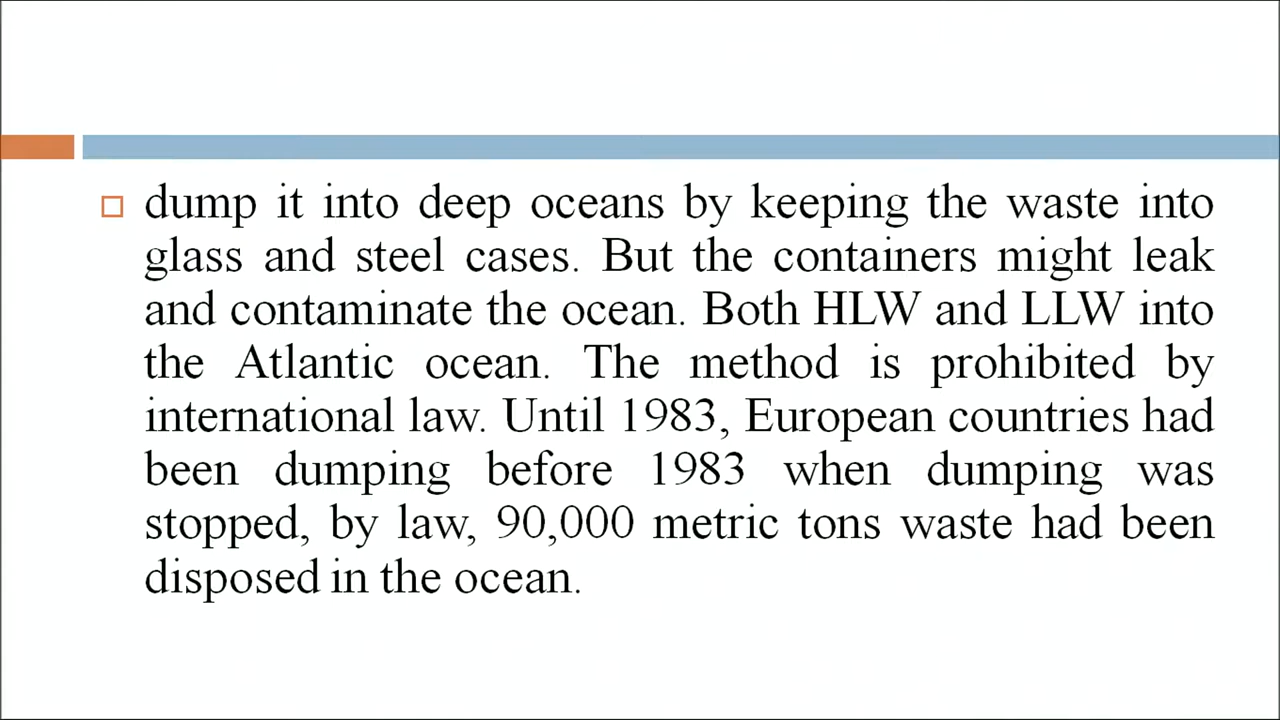 dump it into deep oceans by keeping the waste into
glass and steel cases. But the containers might leak
and contaminate the ocean. Both HLW and LLW into
the Atlantic ocean. The method is prohibited by
international law. Until 1983, European countries had
been dumping before 1983 when dumping was
stopped, by law, 90,000 metric tons waste had been
disposed in the ocean.